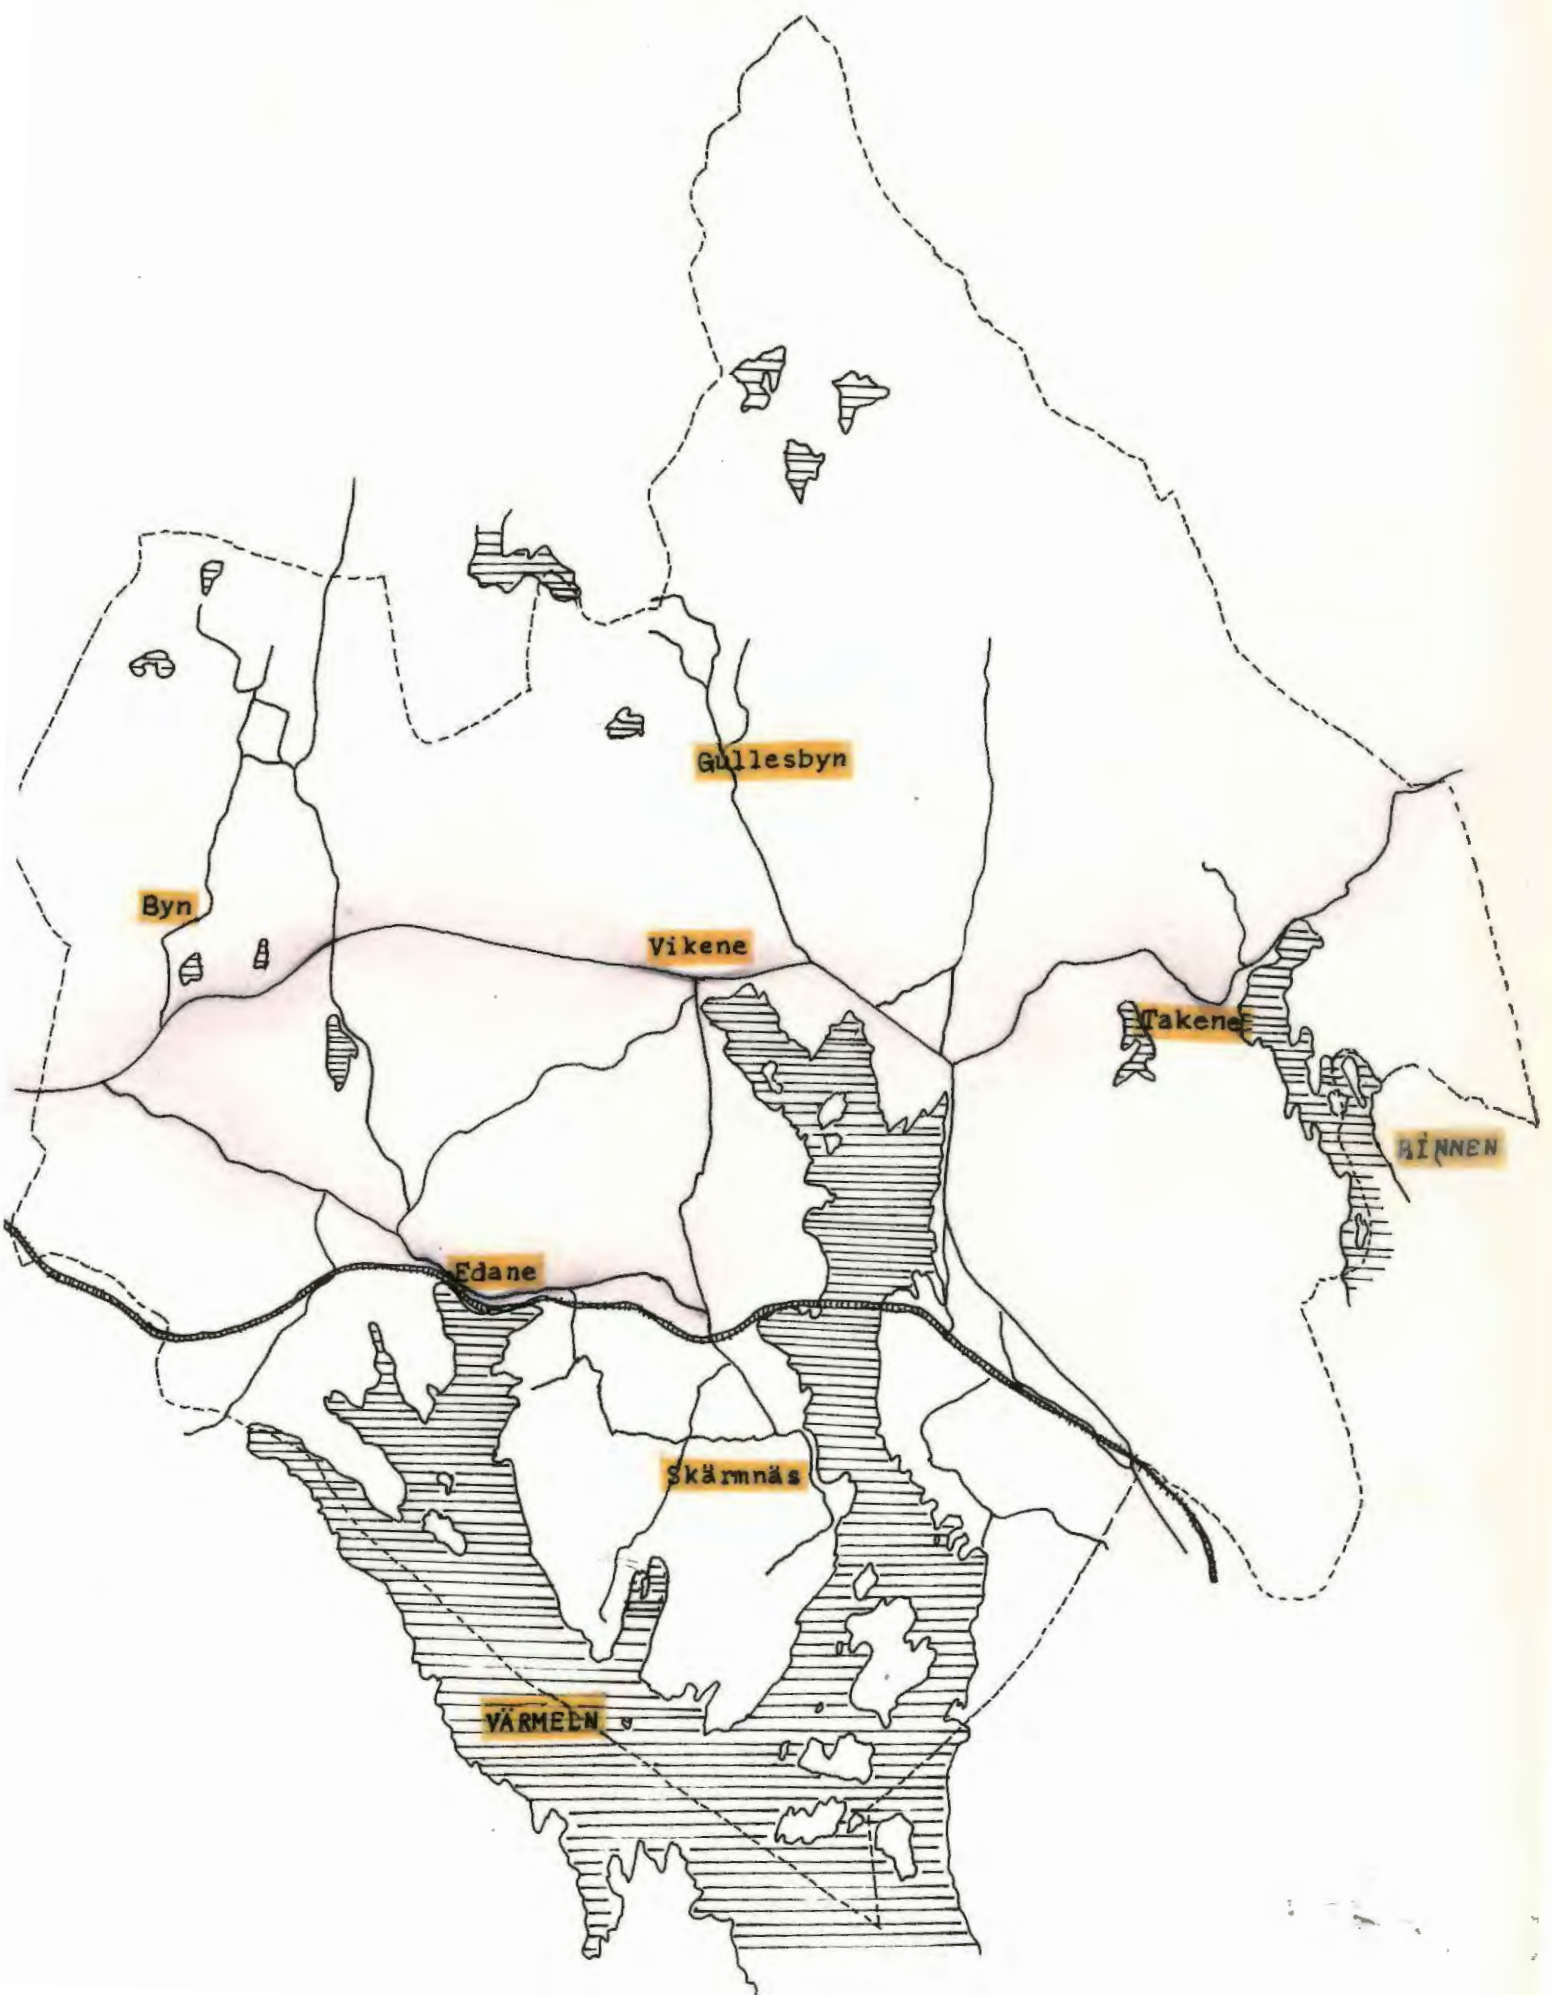 Gullesbyn
Byn
Vikene
Takene
RINNEN
Edane
Skärmnäs
VÄRMELN